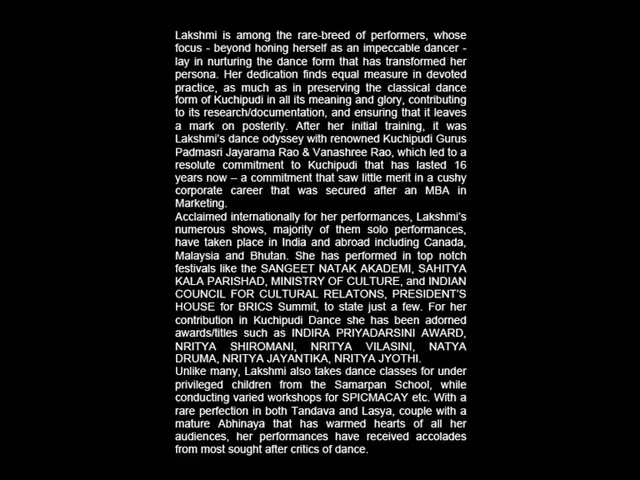 Lakshmi is among the rare-breed of performers, whose
focus - beyond honing herself as an impeccable dancer -
lay in nurturing the dance form that has transformed her
persona. Her dedication finds equal measure in devoted
practice, as much as in preserving the classical dance
form of Kuchipudi in all its meaning and glory, contributing
to its research/documentation, and ensuring that it leaves
a mark on posterity. After her initial training, it was
Lakshmi's dance odyssey with renowned Kuchipudi Gurus
Padmasri Jayarama Rao & Vanashree Rao, which led to a
resolute commitment to Kuchipudi that has lasted 16
years now – a commitment that saw little merit in a cushy
corporate career that was secured after an MBA in
Marketing.
Acclaimed internationally for her performances, Lakshmi's
numerous shows, majority of them solo performances,
have taken place in India and abroad including Canada,
Malaysia and Bhutan. She has performed in top notch
festivals like the SANGEET NATAK AKADEMI, SAHITYA
KALA PARISHAD, MINISTRY OF CULTURE, and INDIAN
COUNCIL FOR CULTURAL RELATONS, PRESIDENT'S
HOUSE for BRICS Summit, to state just a few. For her
contribution in Kuchipudi Dance she has been adorned
awards/titles such as INDIRA PRIYADARSINI AWARD,
NRITYA SHIROMANI, NRITYA VILASINI, NATYA
DRUMA, NRITYA JAYANTIKA, NRITYA JYOTHI.
Unlike many, Lakshmi also takes dance classes for under
privileged children from the Samarpan School, while
conducting varied workshops for SPICMACAY etc. With a
rare perfection in both Tandava and Lasya, couple with a
mature Abhinaya that has warmed hearts of all her
audiences, her performances have received accolades
from most sought after critics of dance.